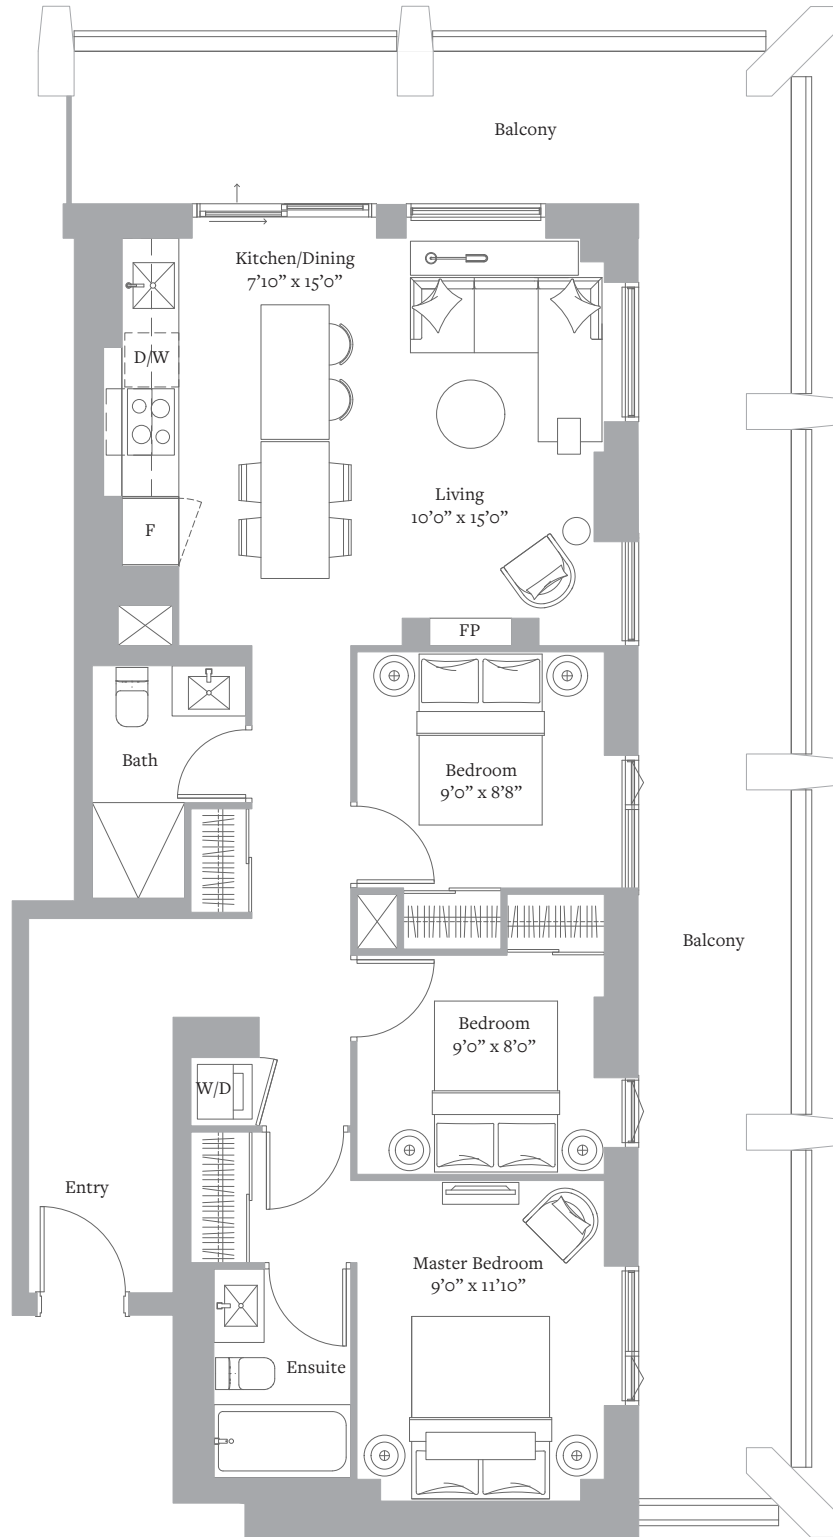 Balcony
Kitchen/Dining
7’10” x 15’0”
D/W
F
Living
10’0” x 15’0”
FP
Bath
Bedroom
9’0” x 8’8”
Balcony
Bedroom
9’0” x 8’0”
W/D
Entry
Master Bedroom
9’0” x 11’10”
Ensuite